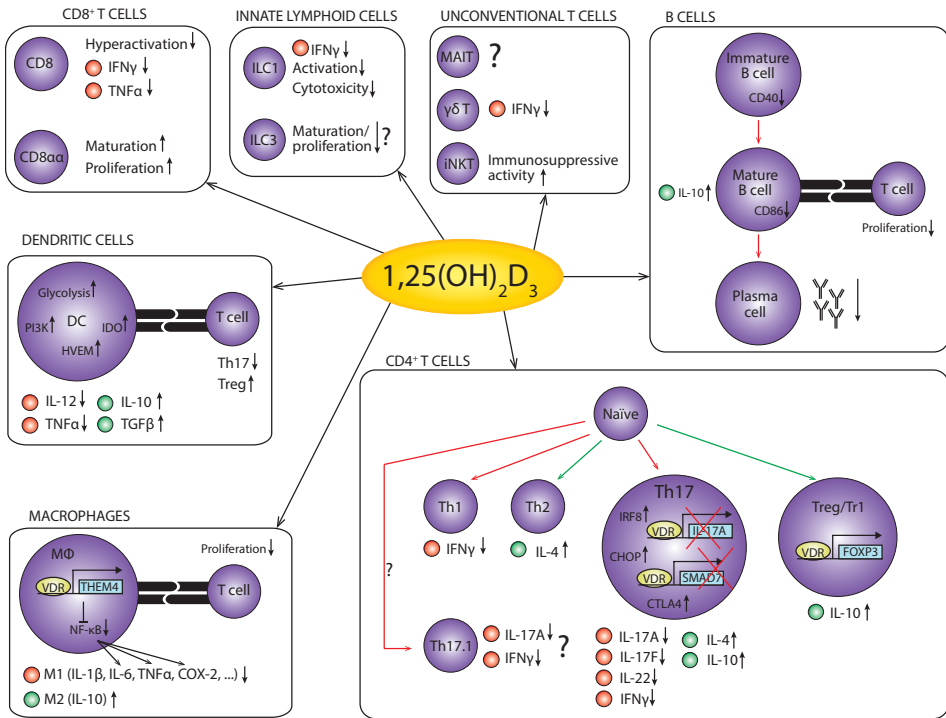 CD8⁺ T CELLS
CD8
Hyperactivation↓
IFNγ ↓
TNFα ↓
CD8αα
Maturation ↑
Proliferation ↑
INNATE LYMPHOID CELLS
ILC1
IFNγ↓
Activation↓
Cytotoxicity↓
ILC3
Maturation/
proliferation ↓?
UNCONVENTIONAL T CELLS
MAIT
?
γδ T
IFNγ ↓
iNKT
Immunosuppressive
activity ↑
B CELLS
Immature
B cell
CD40↓
Mature
B cell
CD86↓
IL-10↑
T cell
Proliferation↓
Plasma
cell
↓
1,25(OH)₂D₃
DENDRITIC CELLS
Glycolysis↑
PI3K↑
DC
IDO↑
HVEM↑
T cell
Th17↓
Treg↑
IL-12↓
IL-10 ↑
TNFα↓
TGFβ ↑
MACROPHAGES
MΦ
VDR
THEM4
NF-κB↓
Proliferation↓
T cell
M1 (IL-1β, IL-6, TNFα, COX-2, ...) ↓
M2 (IL-10) ↑
CD4⁺ T CELLS
Naïve
Th1
IFNγ ↓
Th2
IL-4 ↑
Th17
IRF8↑
VDR
IL-17A
CHOP↑
VDR
SMAD7
CTLA4↑
IL-17A↓
IL-17F↓
IL-22↓
IFNγ↓
IL-4↑
IL-10↑
Treg/Tr1
VDR
FOXP3
IL-10 ↑
?
Th17.1
IL-17A↓
IFNγ↓
?